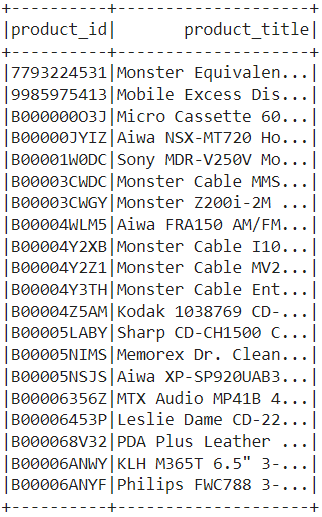 +----------+--------------------+
|product_id|       product_title|
+----------+--------------------+
|7793224531|Monster Equivalen...|
|9985975413|Mobile Excess Dis...|
|B00000OO3J|Micro Cassette 60...|
|B00000JYIZ|Aiwa NSX-MT720 Ho...|
|B00001W0DC|Sony MDR-V250V Mo...|
|B00003CWDC|Monster Cable MMS...|
|B00003CWGY|Monster Z200i-2M ...|
|B00004WLM5|Aiwa FRA150 AM/FM...|
|B00004Y2XB|Monster Cable I10...|
|B00004Y2Z1|Monster Cable MV2...|
|B00004Y3TH|Monster Cable Ent...|
|B00004Z5AM|Kodak 1038769 CD-...|
|B00005LABY|Sharp CD-CH1500 C...|
|B00005NIMS|Memorex Dr. Clean...|
|B00005NSJS|Aiwa XP-SP920UAB3...|
|B00006356Z|MTX Audio MP41B 4...|
|B00006453P|Leslie Dame CD-22...|
|B000068V32|PDA Plus Leather ...|
|B00006ANWY|KLH M365T 6.5" 3-...|
|B00006ANYF|Philips FWC788 3-...|
+----------+--------------------+